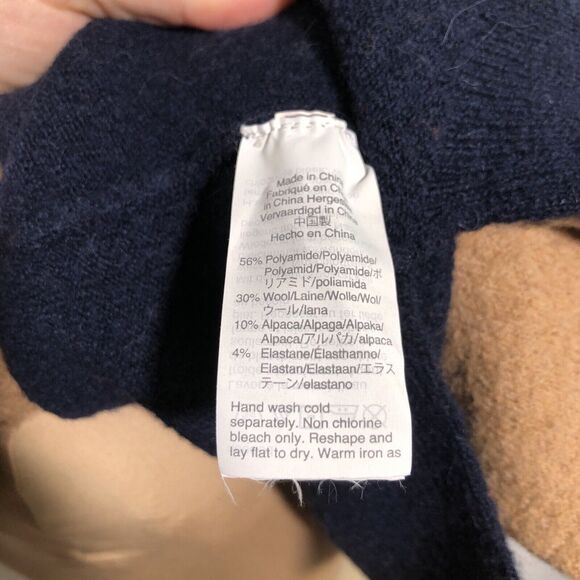 Made in China
Fabriqué en Ch
in China Herges
Vervaardigd in China
中国製
Hecho en China
56% Polyamide/Polyamide/
Polyamid/Polyamide/ポ
リアミド/poliamida
30% Wool/Laine/Wolle/Wol/
ウール/lana
10% Alpaca/Alpaga/Alpaka/
Alpaca/アルパカ/alpaca
4% Elastane/Élasthanne/
Elastan/Elastaan/エラス
テーン/elastano
Hand wash cold
separately. Non chlorine
bleach only. Reshape and
lay flat to dry. Warm iron as